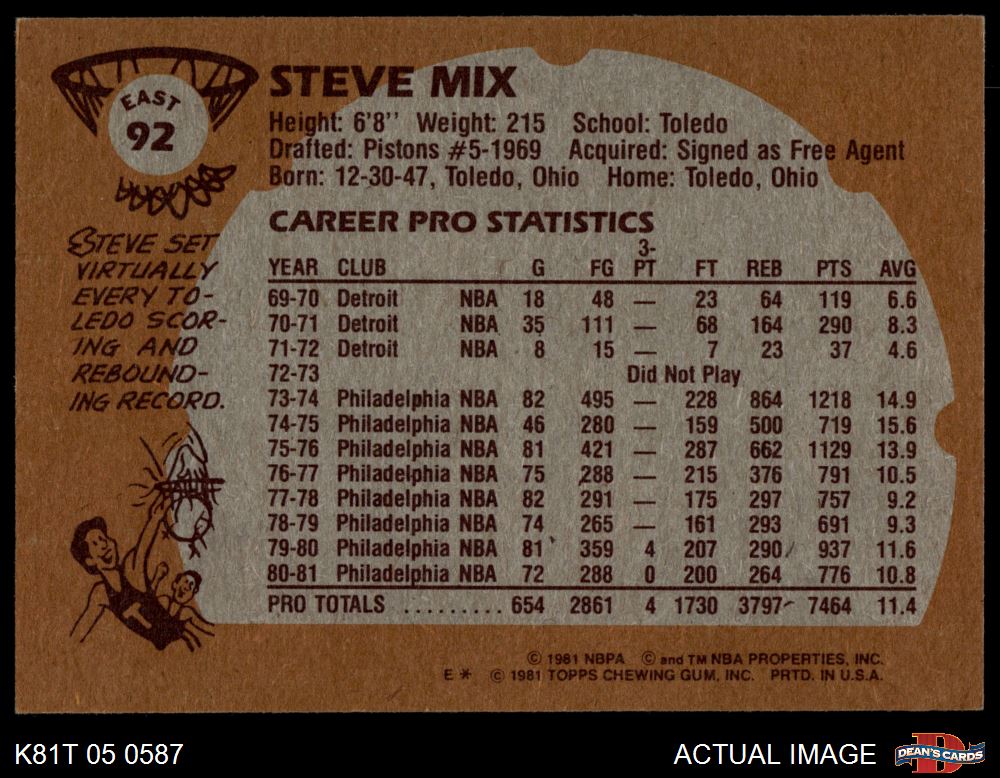 EAST
92
STEVE MIX
Height: 6'8'' Weight: 215 School: Toledo
Drafted: Pistons #5-1969 Acquired: Signed as Free Agent
Born: 12-30-47, Toledo, Ohio Home: Toledo, Ohio
STEVE SET
VIRTUALLY
EVERY TO-
LEDO SCOR-
ING AND
REBOUND-
ING RECORD.
CAREER PRO STATISTICS
YEAR CLUB G FG 3-PT FT REB PTS AVG
69-70 Detroit NBA 18 48 — 23 64 119 6.6
70-71 Detroit NBA 35 111 — 68 164 290 8.3
71-72 Detroit NBA 8 15 — 7 23 37 4.6
72-73 Did Not Play
73-74 Philadelphia NBA 82 495 — 228 864 1218 14.9
74-75 Philadelphia NBA 46 280 — 159 500 719 15.6
75-76 Philadelphia NBA 81 421 — 287 662 1129 13.9
76-77 Philadelphia NBA 75 288 — 215 376 791 10.5
77-78 Philadelphia NBA 82 291 — 175 297 757 9.2
78-79 Philadelphia NBA 74 265 — 161 293 691 9.3
79-80 Philadelphia NBA 81 359 4 207 290 937 11.6
80-81 Philadelphia NBA 72 288 0 200 264 776 10.8
PRO TOTALS ......... 654 2861 4 1730 3797 7464 11.4
T
© 1981 NBPA © and TM NBA PROPERTIES, INC.
E * © 1981 TOPPS CHEWING GUM, INC. PRTD. IN U.S.A.
K81T 05 0587
ACTUAL IMAGE
D
DEAN'S CARDS